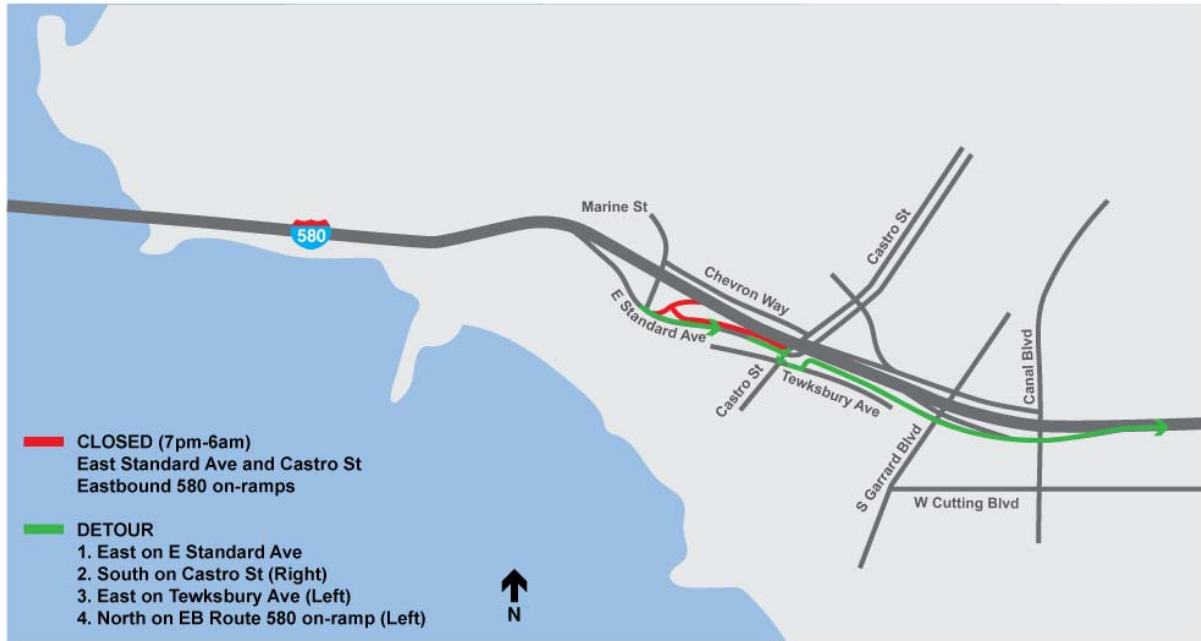 Marine St
580
Chevron Way
Castro St
E Standard Ave
Castro St
Tewksbury Ave
Canal Blvd
S Garrard Blvd
W Cutting Blvd
CLOSED (7pm-6am)
East Standard Ave and Castro St
Eastbound 580 on-ramps
DETOUR
1. East on E Standard Ave
2. South on Castro St (Right)
3. East on Tewksbury Ave (Left)
4. North on EB Route 580 on-ramp (Left)
N